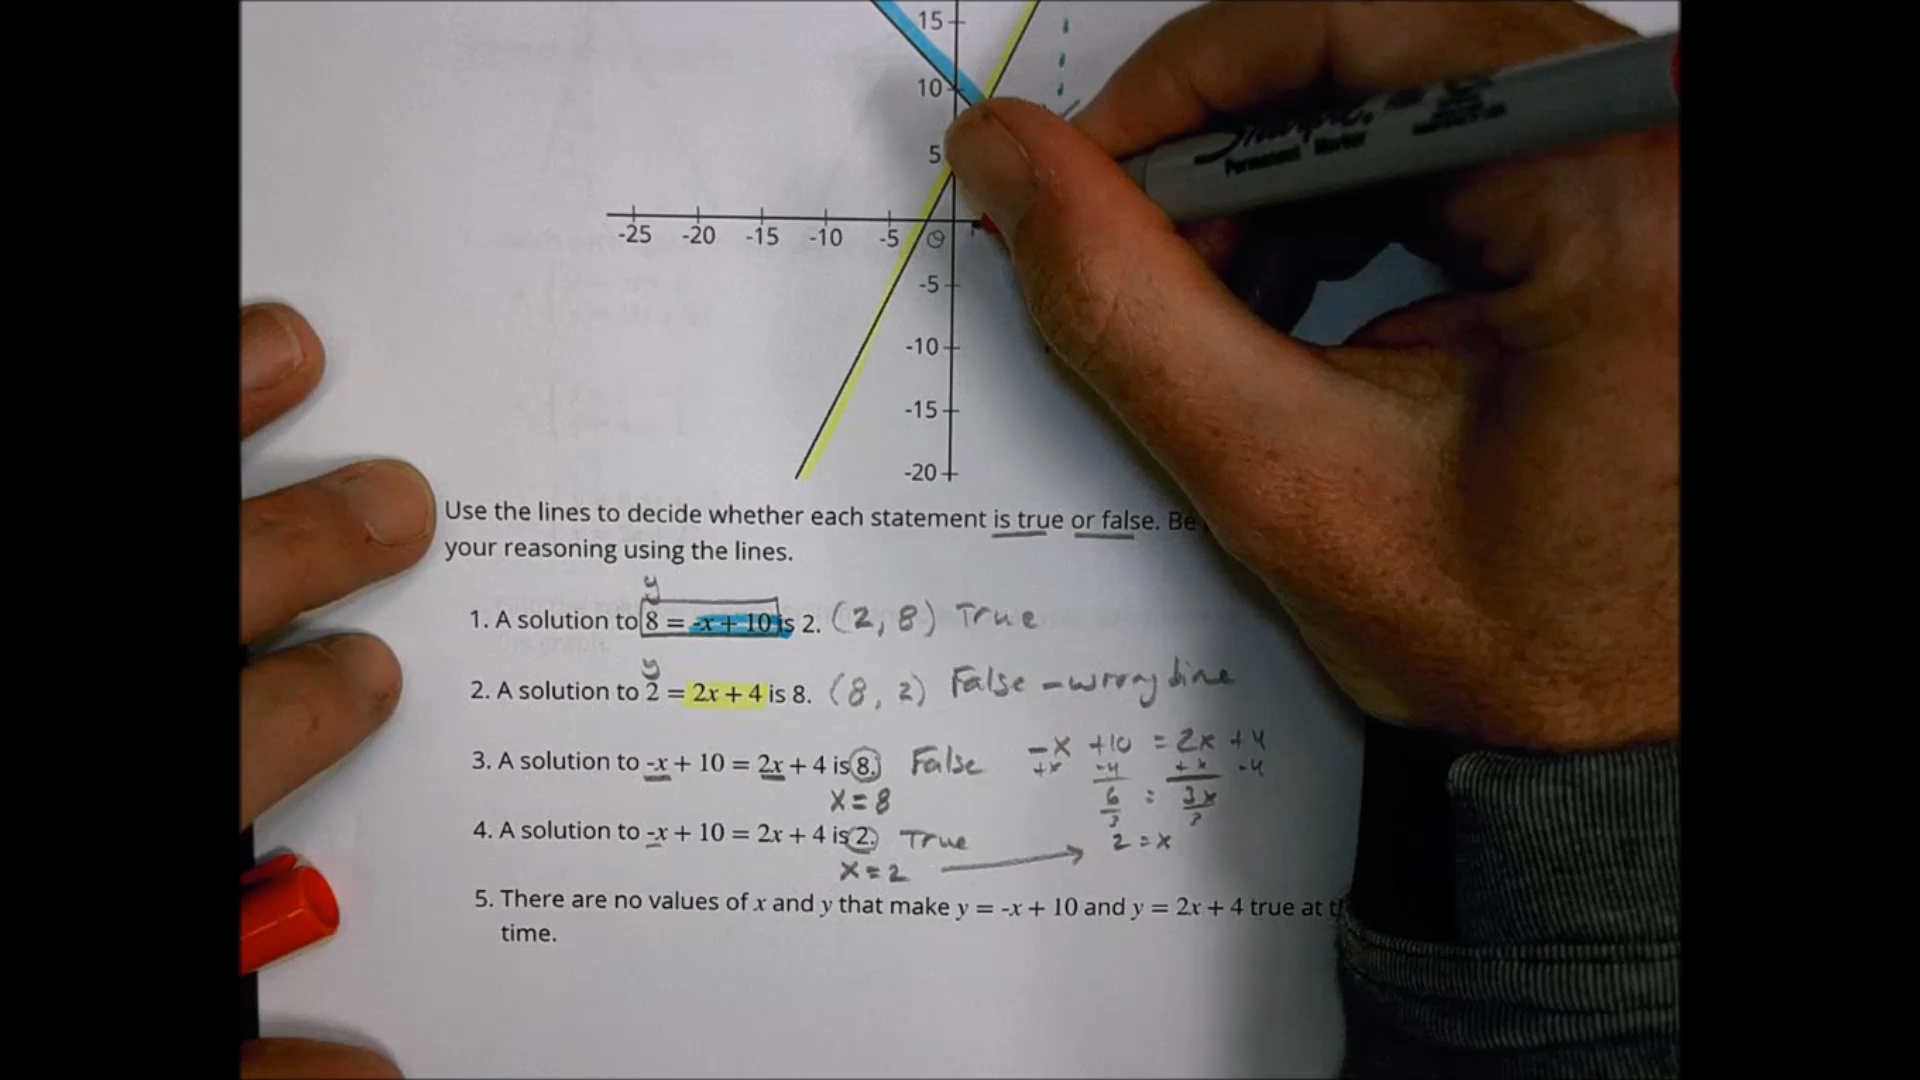 15
10
5
-25 -20 -15 -10 -5 O
-5
-10
-15
-20
Sharpie
Permanent Marker
Use the lines to decide whether each statement is true or false. Be
your reasoning using the lines.
y
1. A solution to 8 = -x + 10 is 2. (2, 8) True
y
2. A solution to 2 = 2x + 4 is 8. (8, 2) False - wrong line
3. A solution to -x + 10 = 2x + 4 is 8. False -x +10 = 2x + 4
+x -4 +x -4
x = 8 6 = 3x
3 3
4. A solution to -x + 10 = 2x + 4 is 2. True 2 = x
x = 2
5. There are no values of x and y that make y = -x + 10 and y = 2x + 4 true at
time.